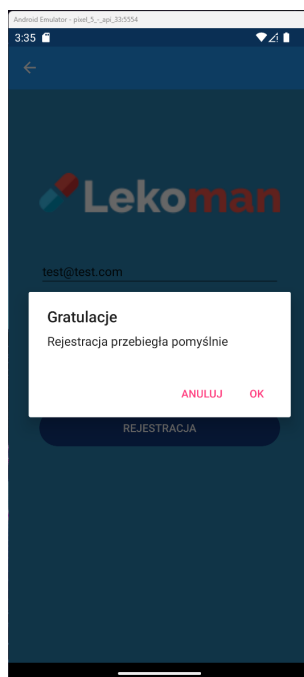 Android Emulator - pixel_5_-_api_33:5554
3:35
Lekoman
test@test.com
Gratulacje
Rejestracja przebiegła pomyślnie
ANULUJ OK
REJESTRACJA